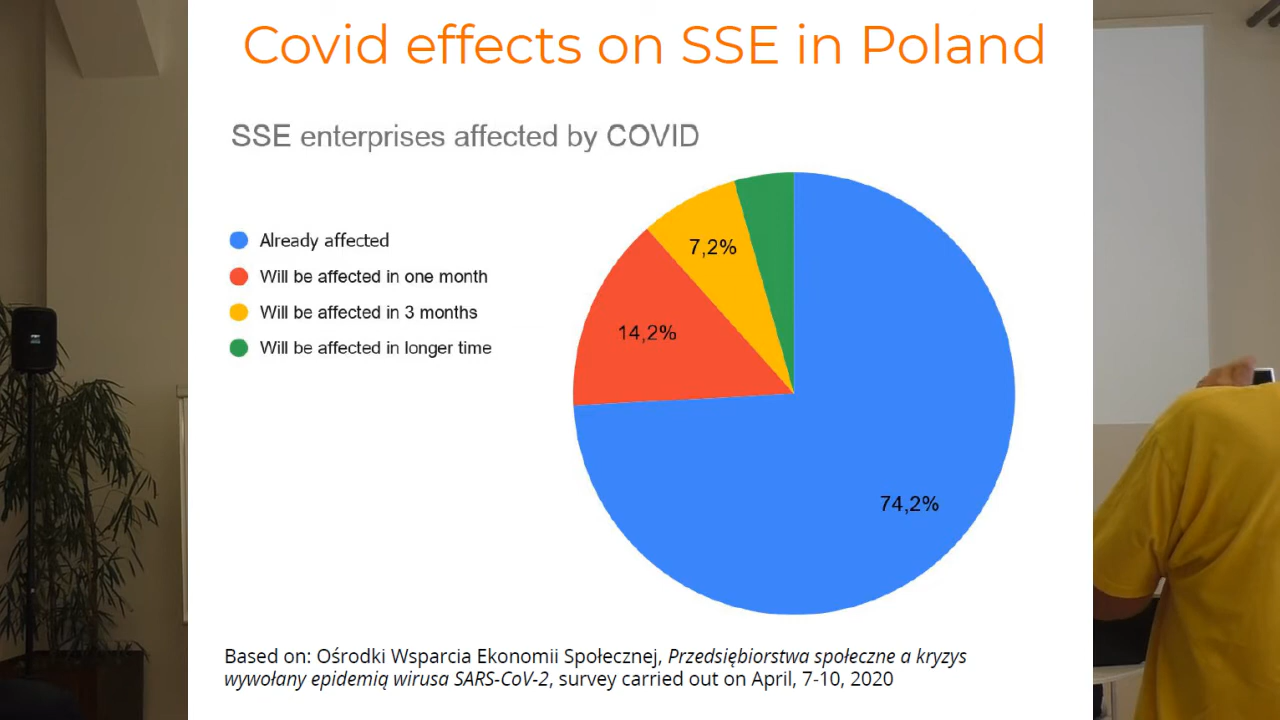 Covid effects on SSE in Poland
SSE enterprises affected by COVID
Already affected
Will be affected in one month
Will be affected in 3 months
Will be affected in longer time
7,2%
14,2%
74,2%
Based on: Ośrodki Wsparcia Ekonomii Społecznej, Przedsiębiorstwa społeczne a kryzys
wywołany epidemią wirusa SARS-CoV-2, survey carried out on April, 7-10, 2020